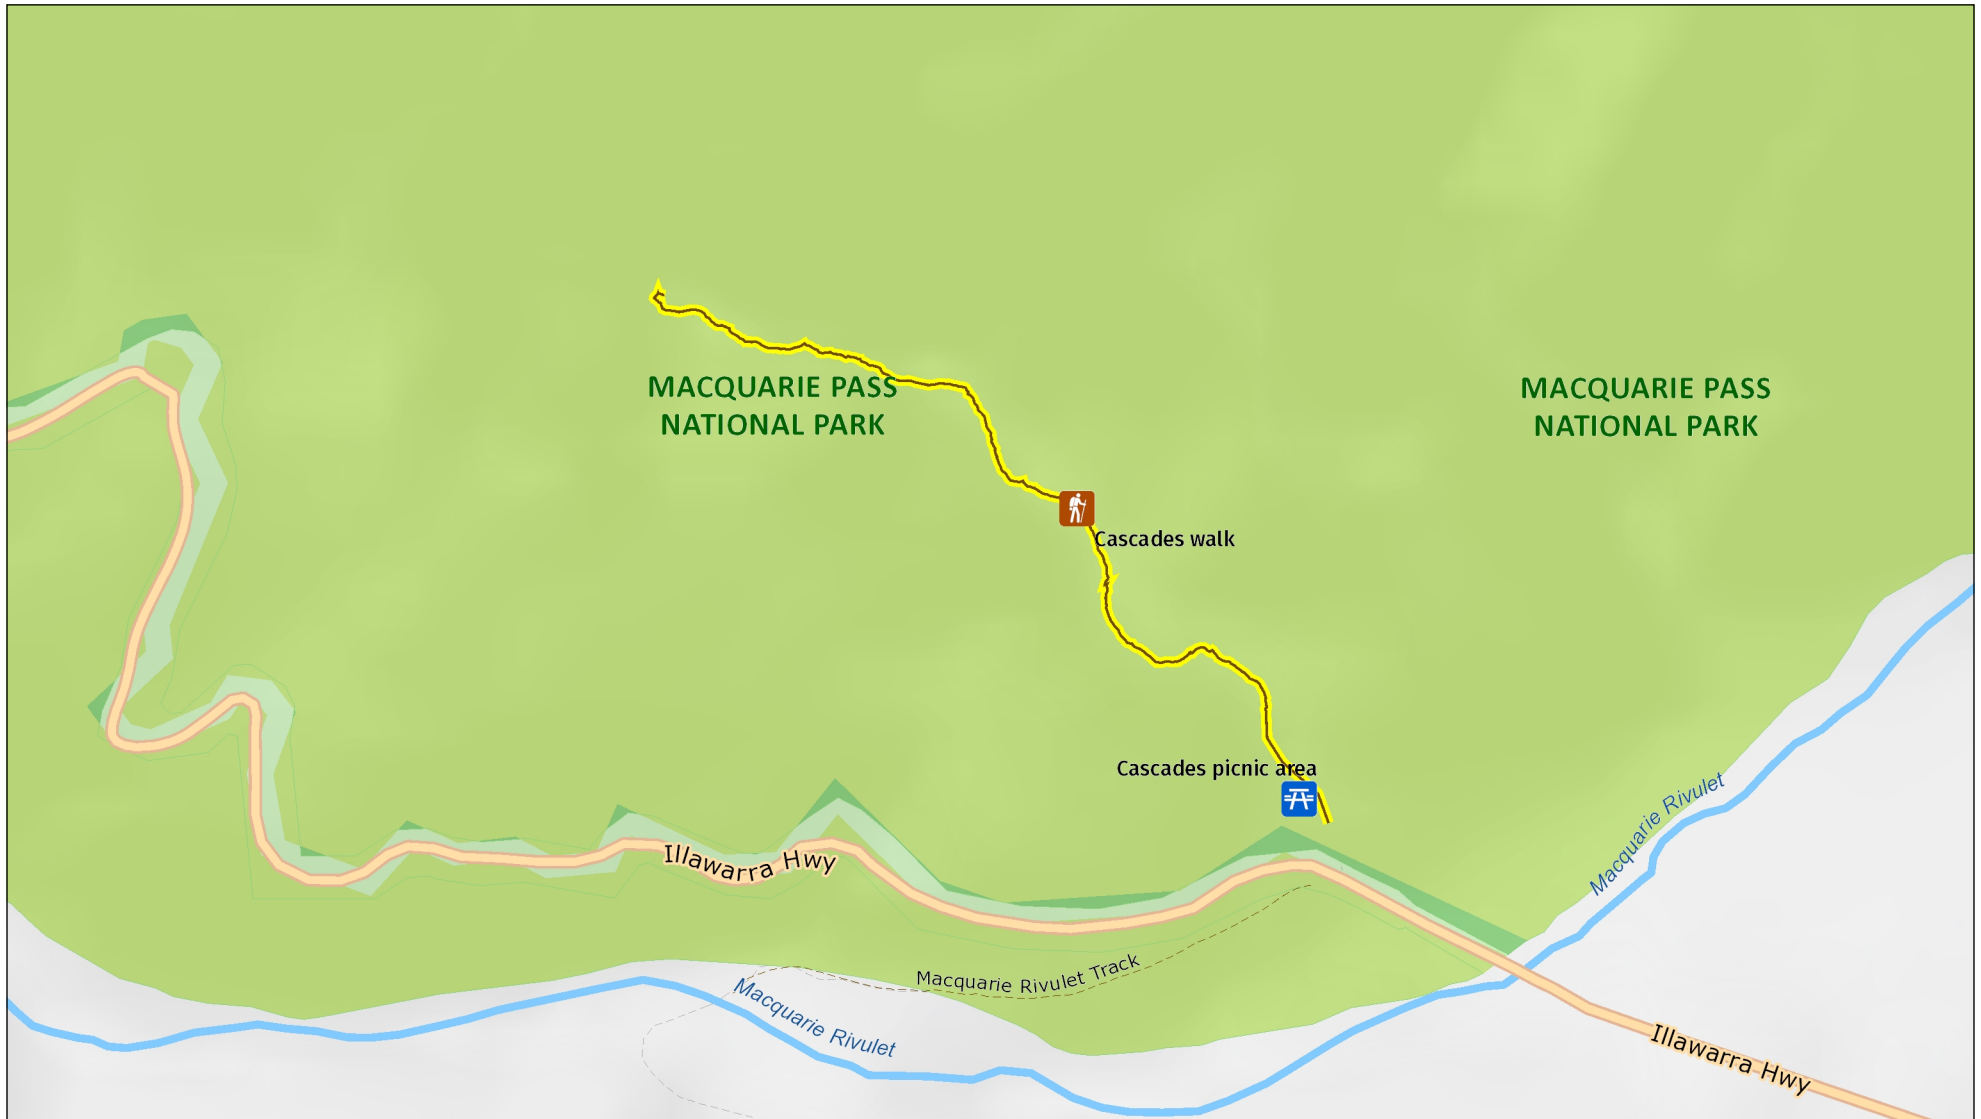 MACQUARIE PASS
NATIONAL PARK
MACQUARIE PASS
NATIONAL PARK
Cascades walk
Cascades picnic area
Macquarie Rivulet
Illawarra Hwy
Macquarie Rivulet Track
Macquarie Rivulet
Illawarra Hwy